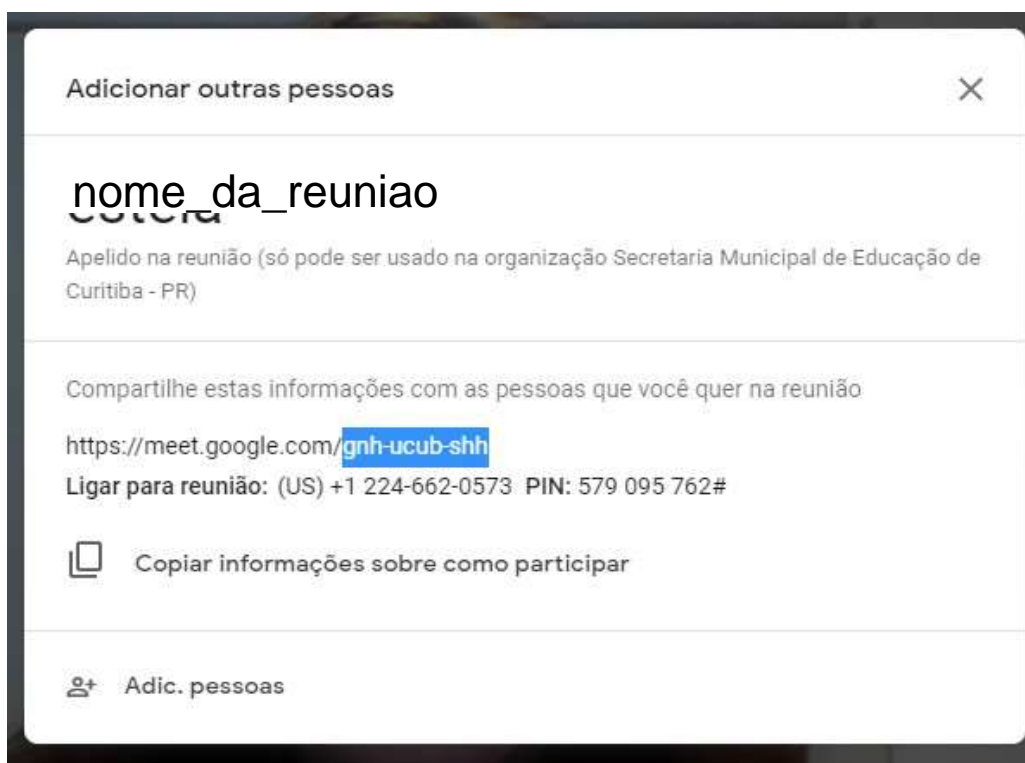 Adicionar outras pessoas
nome_da_reuniao
Apelido na reunião (só pode ser usado na organização Secretaria Municipal de Educação de
Curitiba - PR)
Compartilhe estas informações com as pessoas que você quer na reunião
https://meet.google.com/gnh-ucub-shh
Ligar para reunião: (US) +1 224-662-0573 PIN: 579 095 762#
Copiar informações sobre como participar
Adic. pessoas